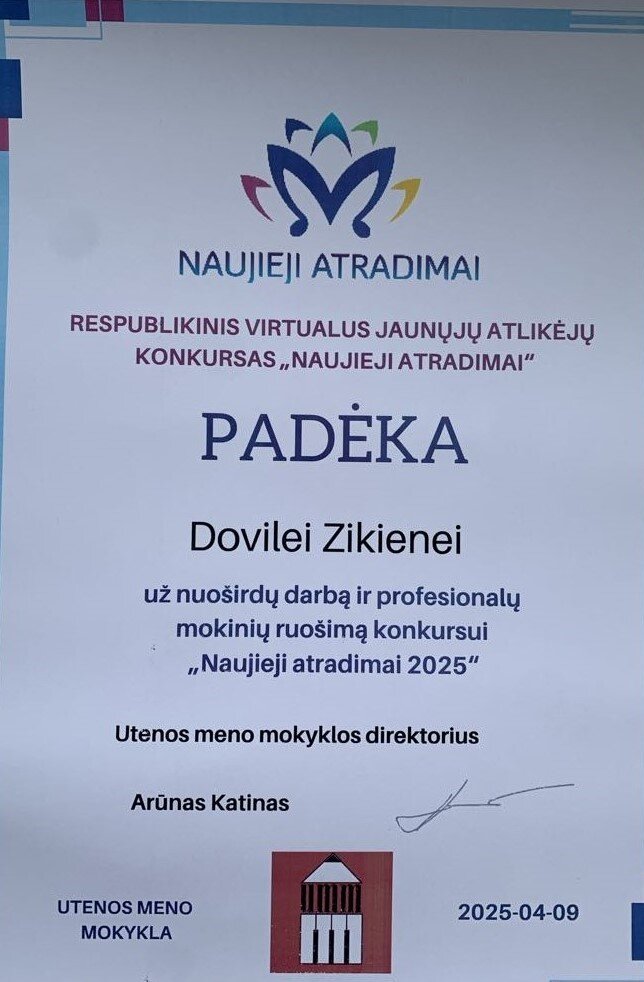 NAUJIEJI ATRADIMAI
RESPUBLIKINIS VIRTUALUS JAUNŲJŲ ATLIKĖJŲ
KONKURSAS „NAUJIEJI ATRADIMAI“
PADĖKA
Dovilei Zikienei
už nuoširdų darbą ir profesionalų
mokinių ruošimą konkursui
„Naujieji atradimai 2025“
Utenos meno mokyklos direktorius
Arūnas Katinas
UTENOS MENO
MOKYKLA
2025-04-09